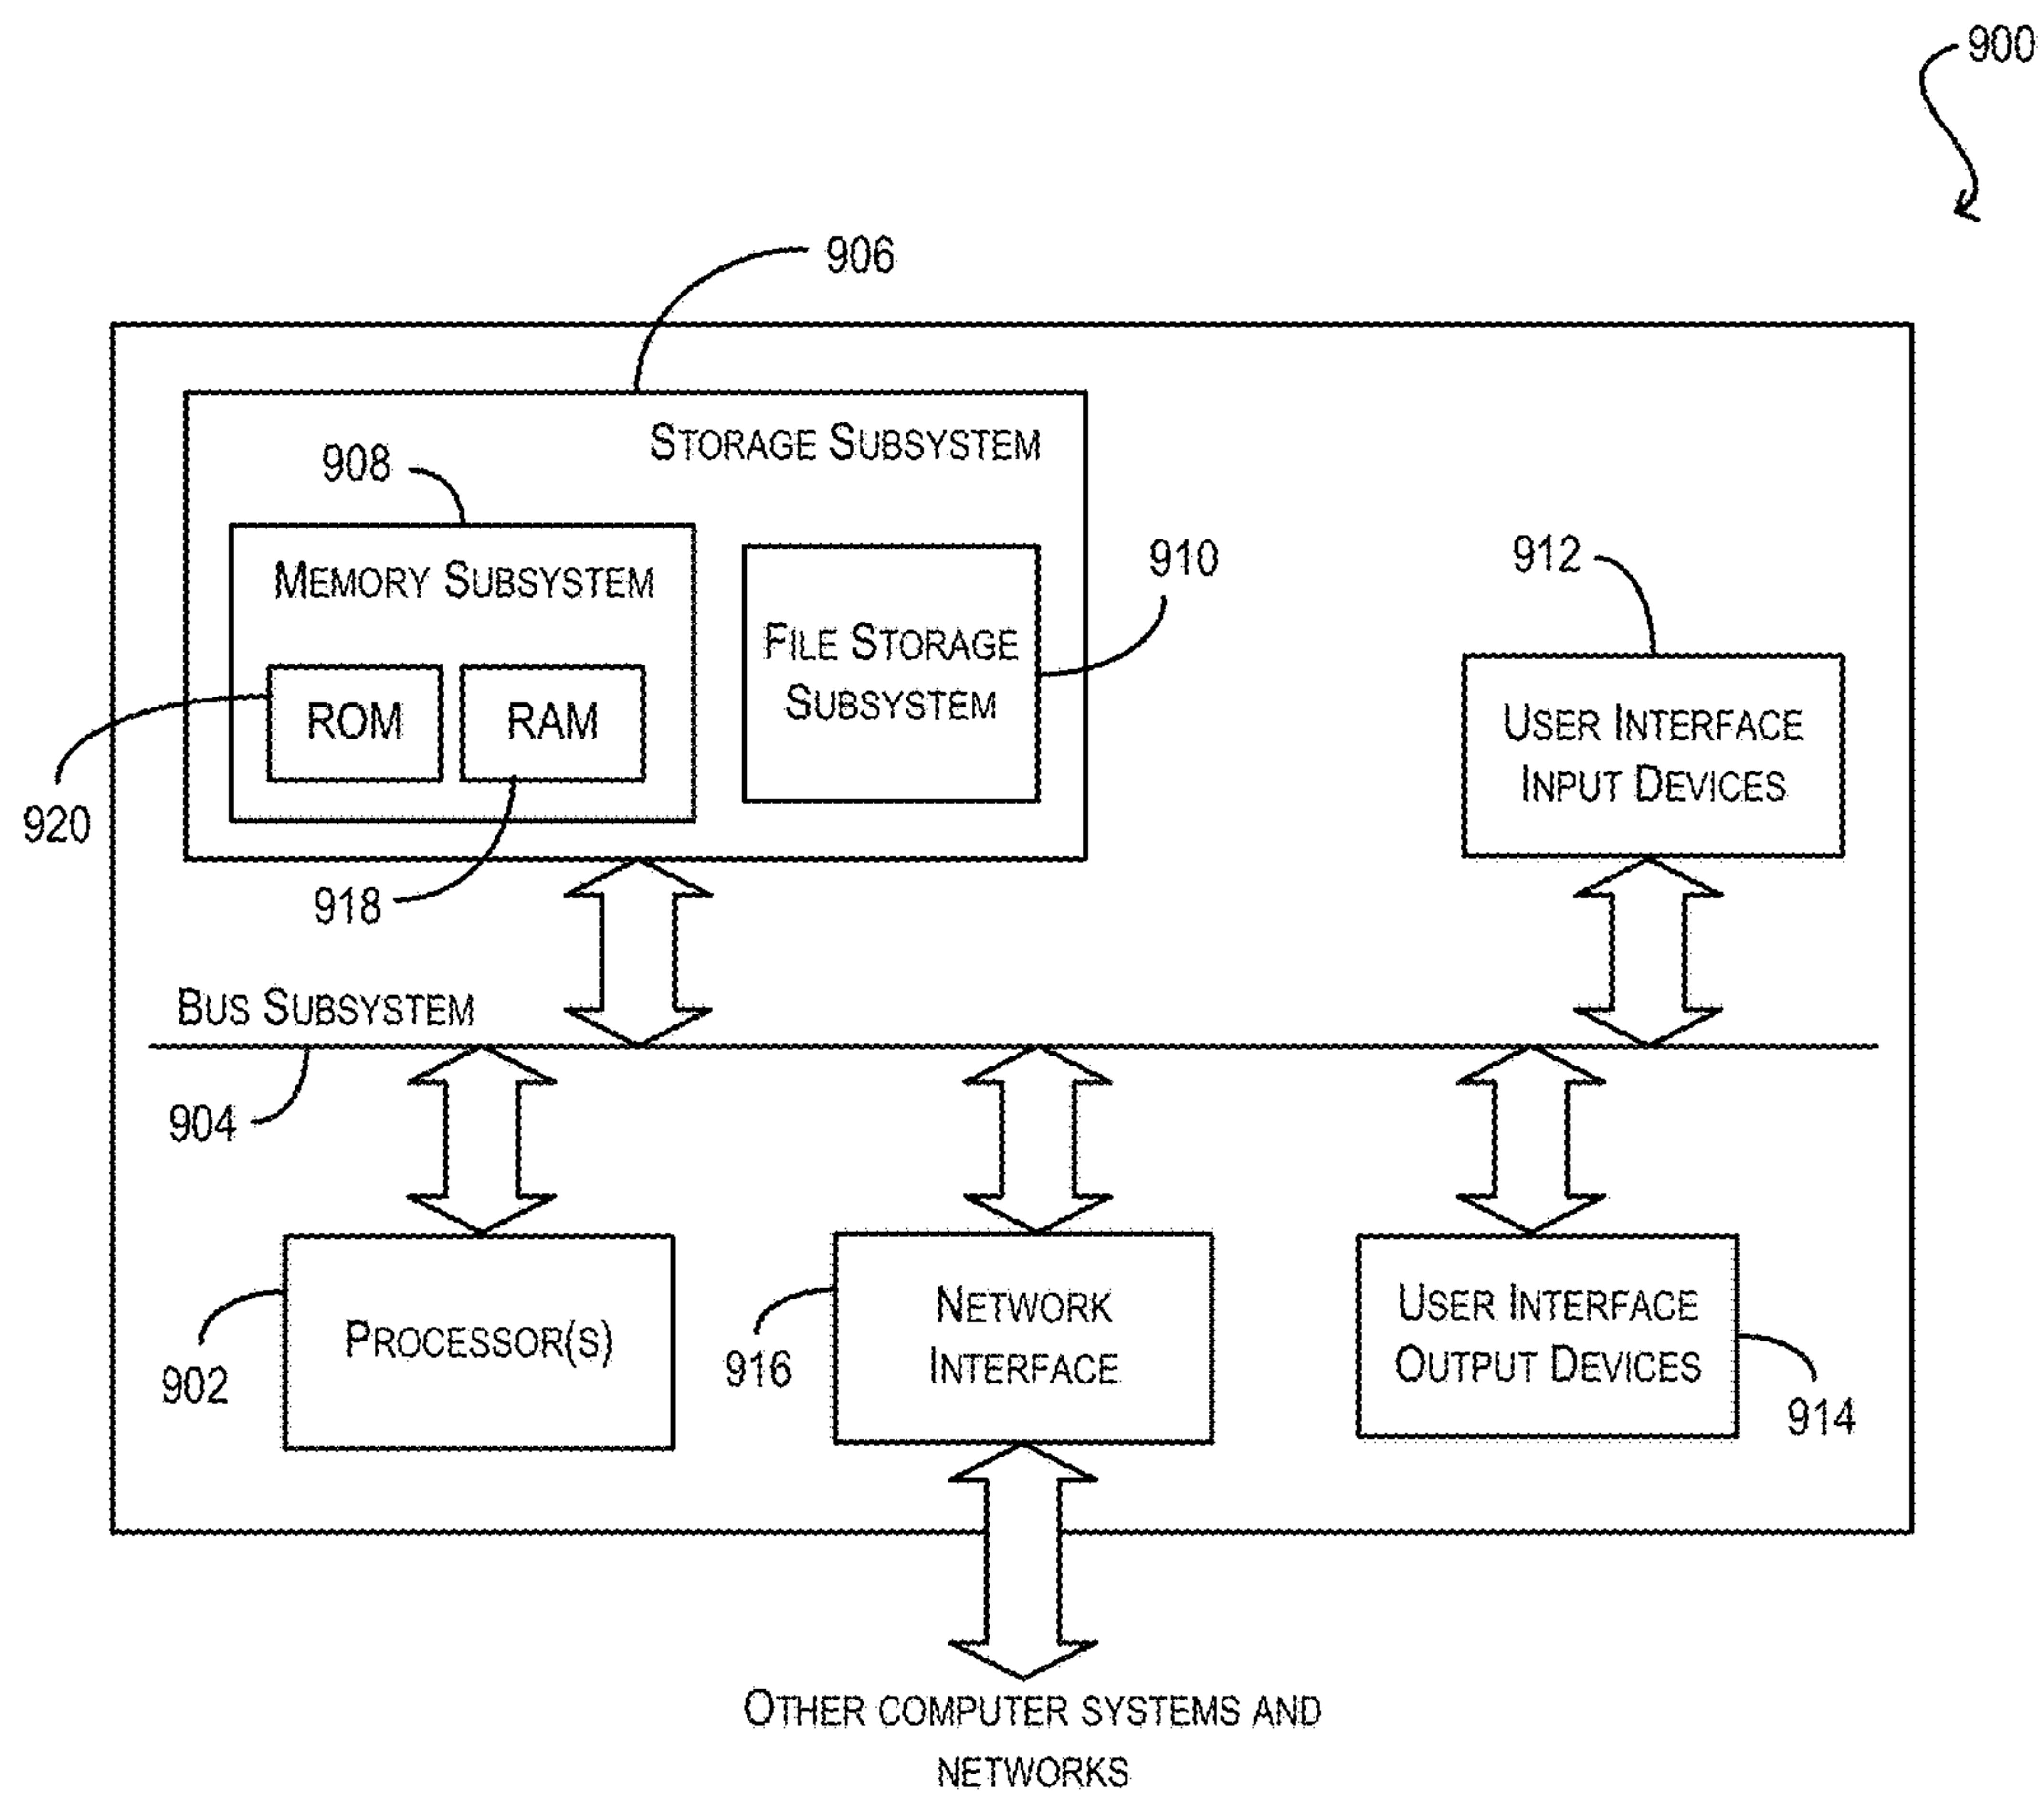 900
906
STORAGE SUBSYSTEM
908
MEMORY SUBSYSTEM
910
FILE STORAGE
SUBSYSTEM
912
ROM
RAM
USER INTERFACE
INPUT DEVICES
920
918
BUS SUBSYSTEM
904
PROCESSOR(S)
902
NETWORK
INTERFACE
916
USER INTERFACE
OUTPUT DEVICES
914
OTHER COMPUTER SYSTEMS AND
NETWORKS